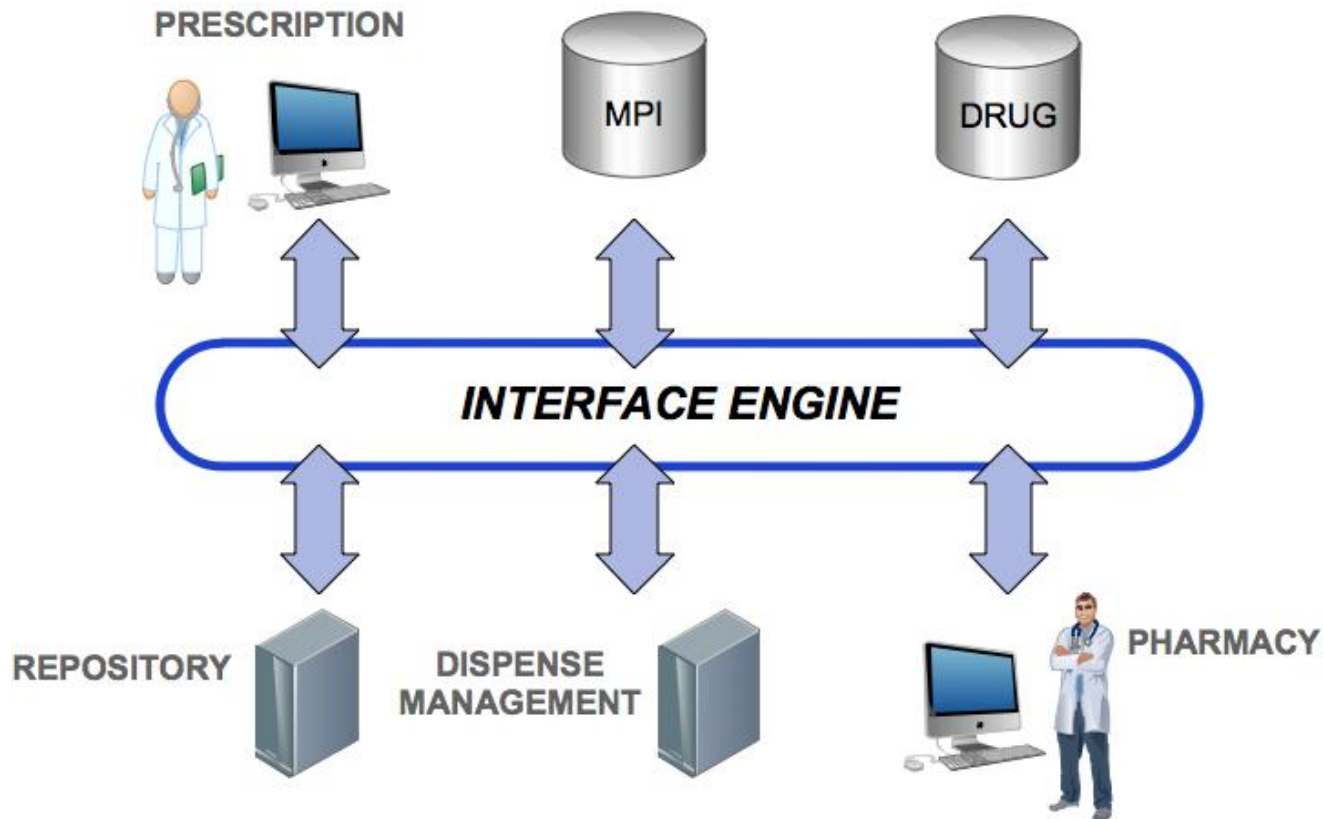 PRESCRIPTION
MPI
DRUG
INTERFACE ENGINE
REPOSITORY
DISPENSE
MANAGEMENT
PHARMACY